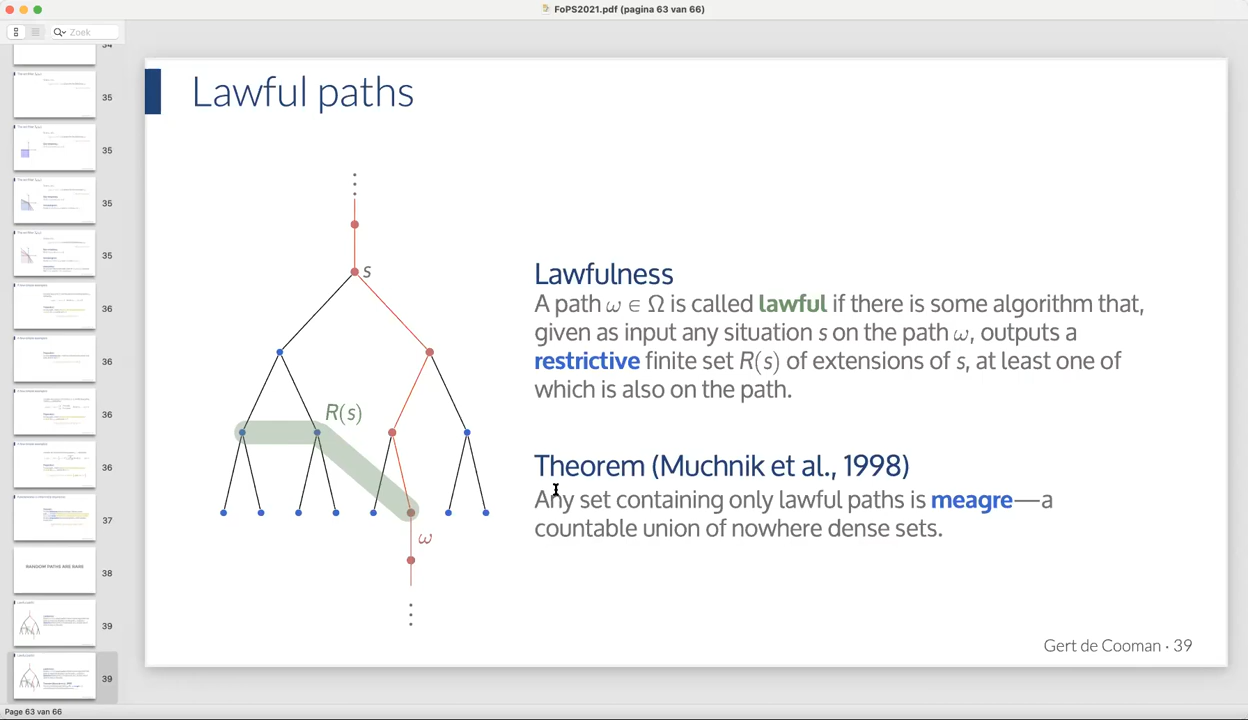 FoPS2021.pdf (pagina 63 van 66)
Zoek
34
35
35
35
35
36
36
36
36
37
RANDOM PATHS ARE RARE
38
39
39
Lawful paths
s
R(s)
ω
Lawfulness
A path ω ∈ Ω is called lawful if there is some algorithm that,
given as input any situation s on the path ω, outputs a
restrictive finite set R(s) of extensions of s, at least one of
which is also on the path.
Theorem (Muchnik et al., 1998)
Any set containing only lawful paths is meagre—a
countable union of nowhere dense sets.
Gert de Cooman · 39
Page 63 van 66